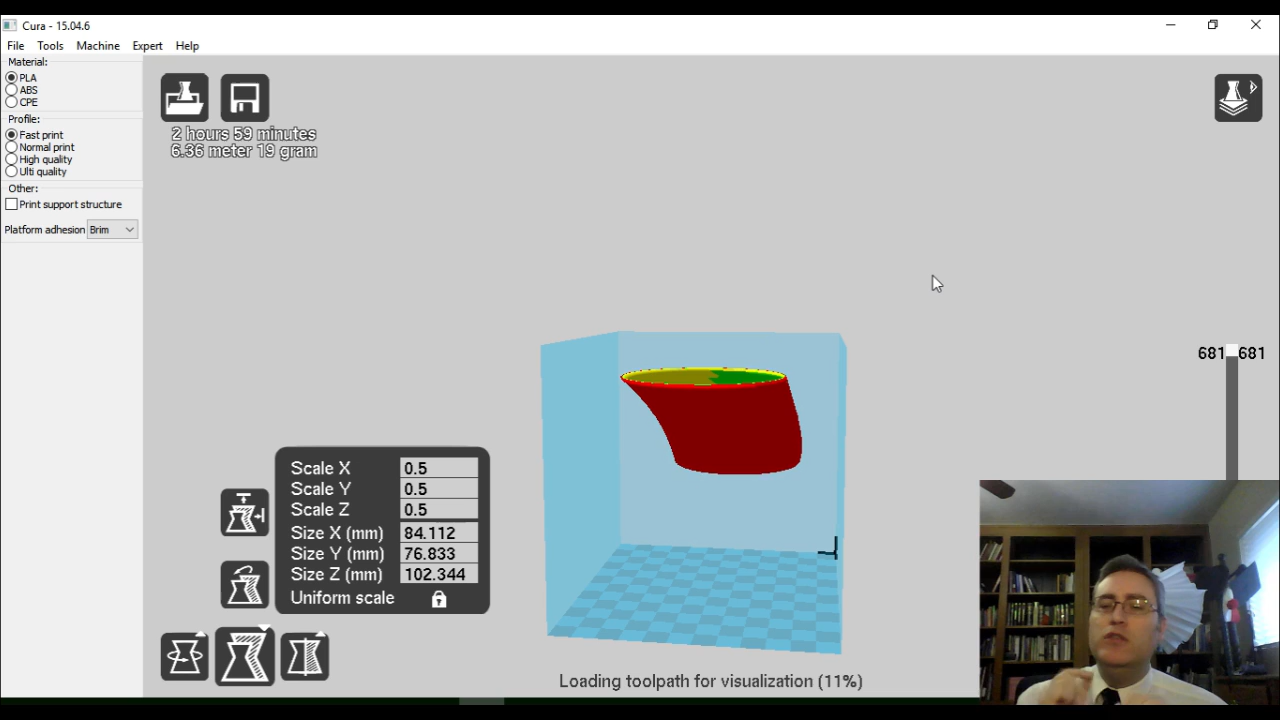 Cura - 15.04.6
File Tools Machine Expert Help
Material:
PLA
ABS
CPE
Profile:
Fast print
Normal print
High quality
Ulti quality
Other:
Print support structure
Platform adhesion Brim
2 hours 59 minutes
6.36 meter 19 gram
681 681
Scale X 0.5
Scale Y 0.5
Scale Z 0.5
Size X (mm) 84.112
Size Y (mm) 76.833
Size Z (mm) 102.344
Uniform scale
Loading toolpath for visualization (11%)